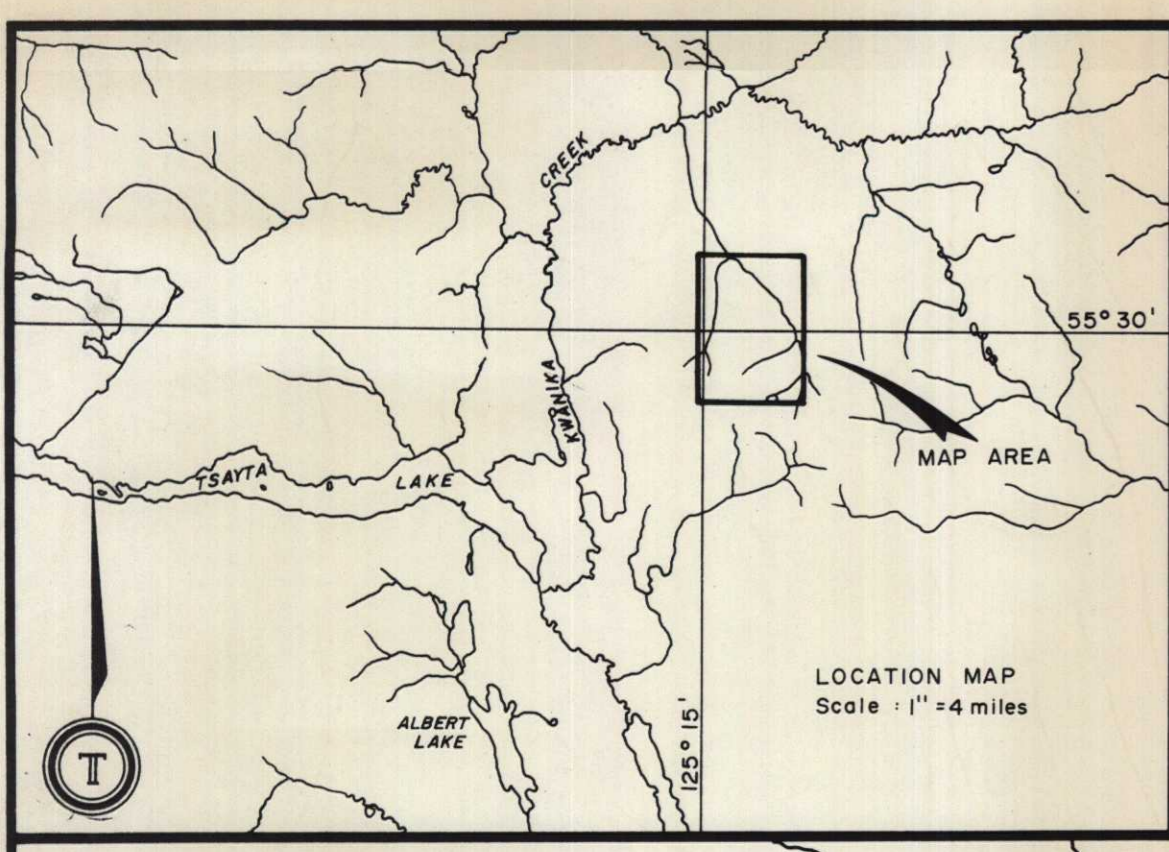 CREEK
55° 30'
KWANIKA
MAP AREA
TSAYTA LAKE
LOCATION MAP
Scale : 1" = 4 miles
125° 15'
ALBERT
LAKE
T